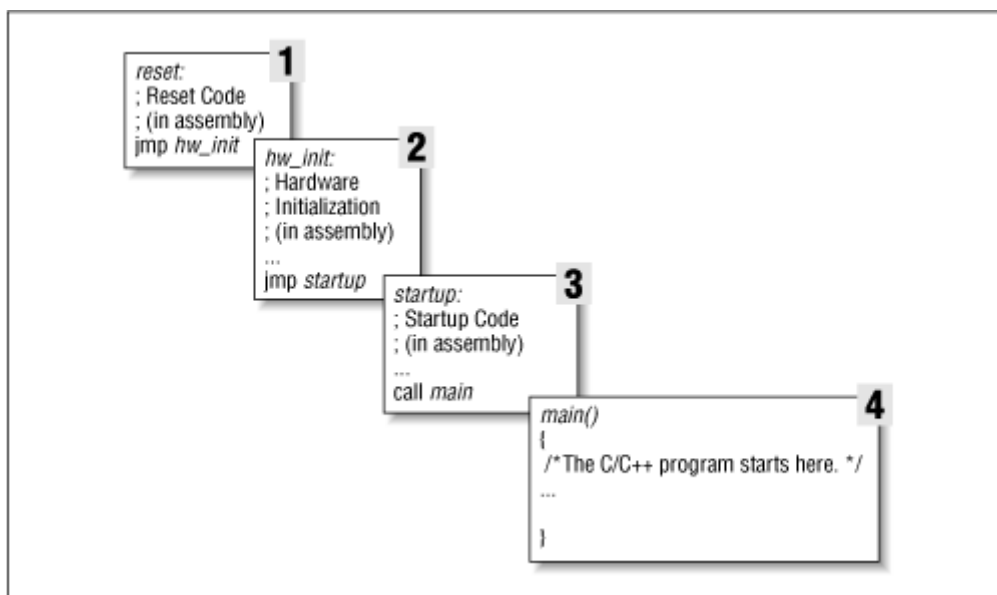 1
reset:
; Reset Code
; (in assembly)
jmp hw_init
2
hw_init:
; Hardware
; Initialization
; (in assembly)
...
jmp startup
3
startup:
; Startup Code
; (in assembly)
...
call main
4
main()
{
/*The C/C++ program starts here. */
...
}